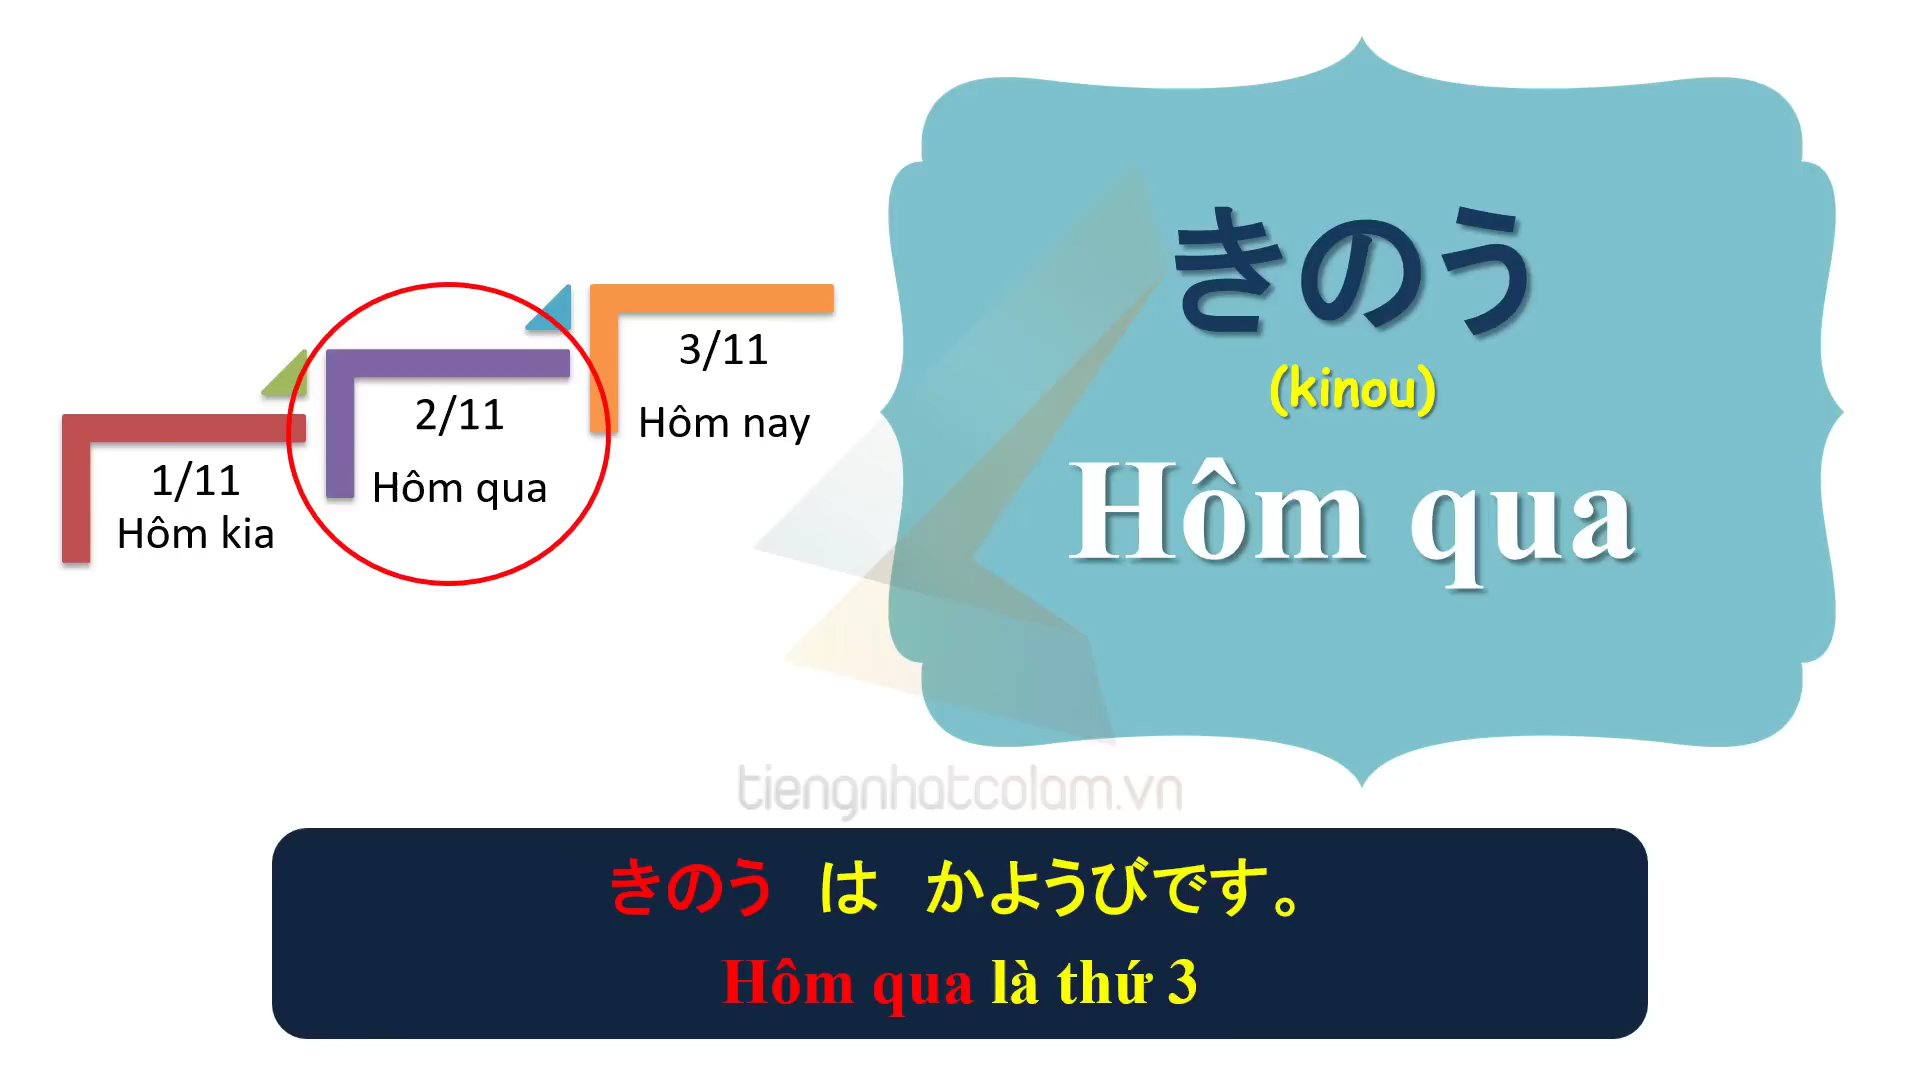 1/11
Hôm kia
2/11
Hôm qua
3/11
Hôm nay
きのう
(kinou)
Hôm qua
tiengnhatcolam.vn
きのう は かようびです。
Hôm qua là thứ 3